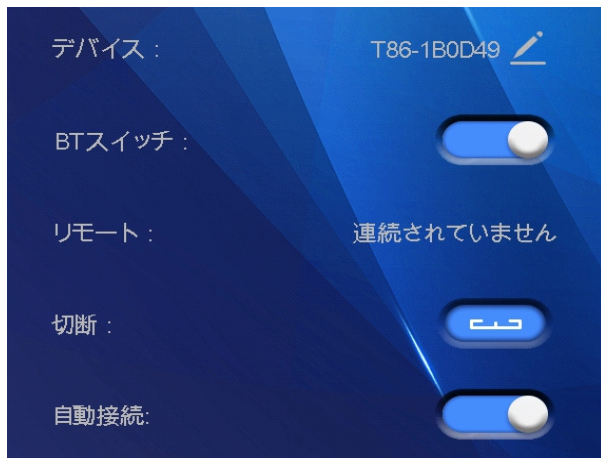 デバイス : T86-1B0D49
BTスイッチ :
リモート : 連続されていません
切断 :
自動接続: